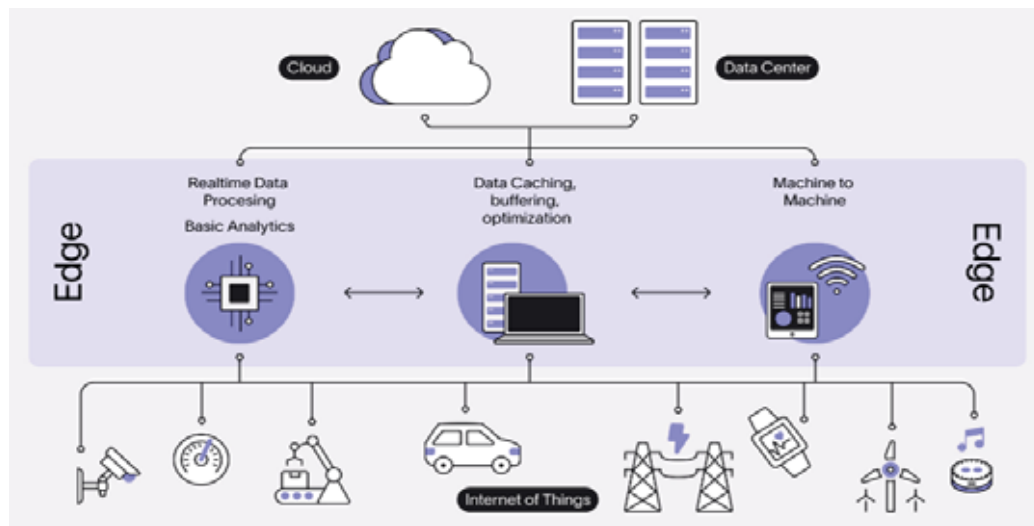 Cloud
Data Center
Edge
Realtime Data
Procesing
Basic Analytics
Data Caching,
buffering,
optimization
Machine to
Machine
Edge
Internet of Things